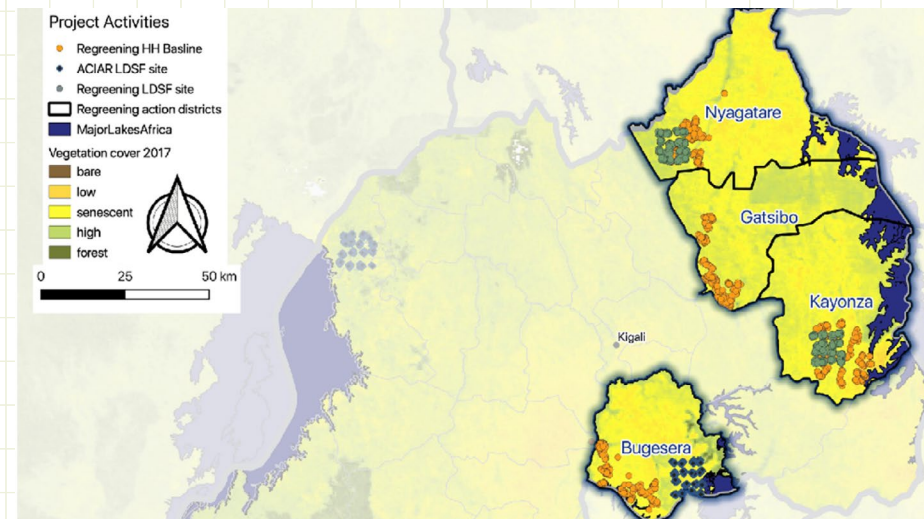 Project Activities
Regreening HH Basline
ACIAR LDSF site
Regreening LDSF site
Regreening action districts
MajorLakesAfrica
Vegetation cover 2017
bare
low
senescent
high
forest
0 25 50 km
Nyagatare
Gatsibo
Kayonza
Kigali
Bugesera